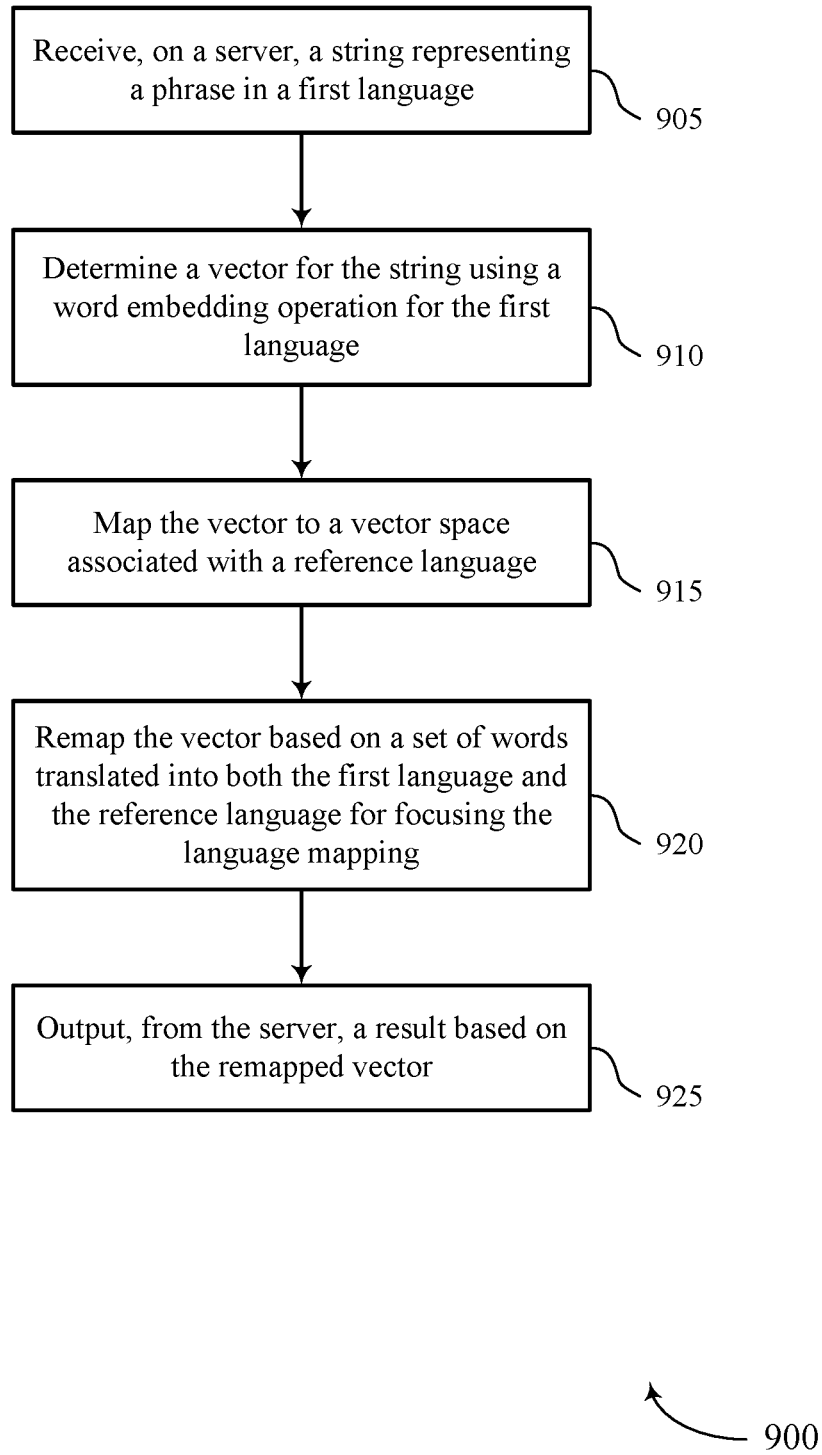 Receive, on a server, a string representing
a phrase in a first language
905
Determine a vector for the string using a
word embedding operation for the first
language
910
Map the vector to a vector space
associated with a reference language
915
Remap the vector based on a set of words
translated into both the first language and
the reference language for focusing the
language mapping
920
Output, from the server, a result based on
the remapped vector
925
900